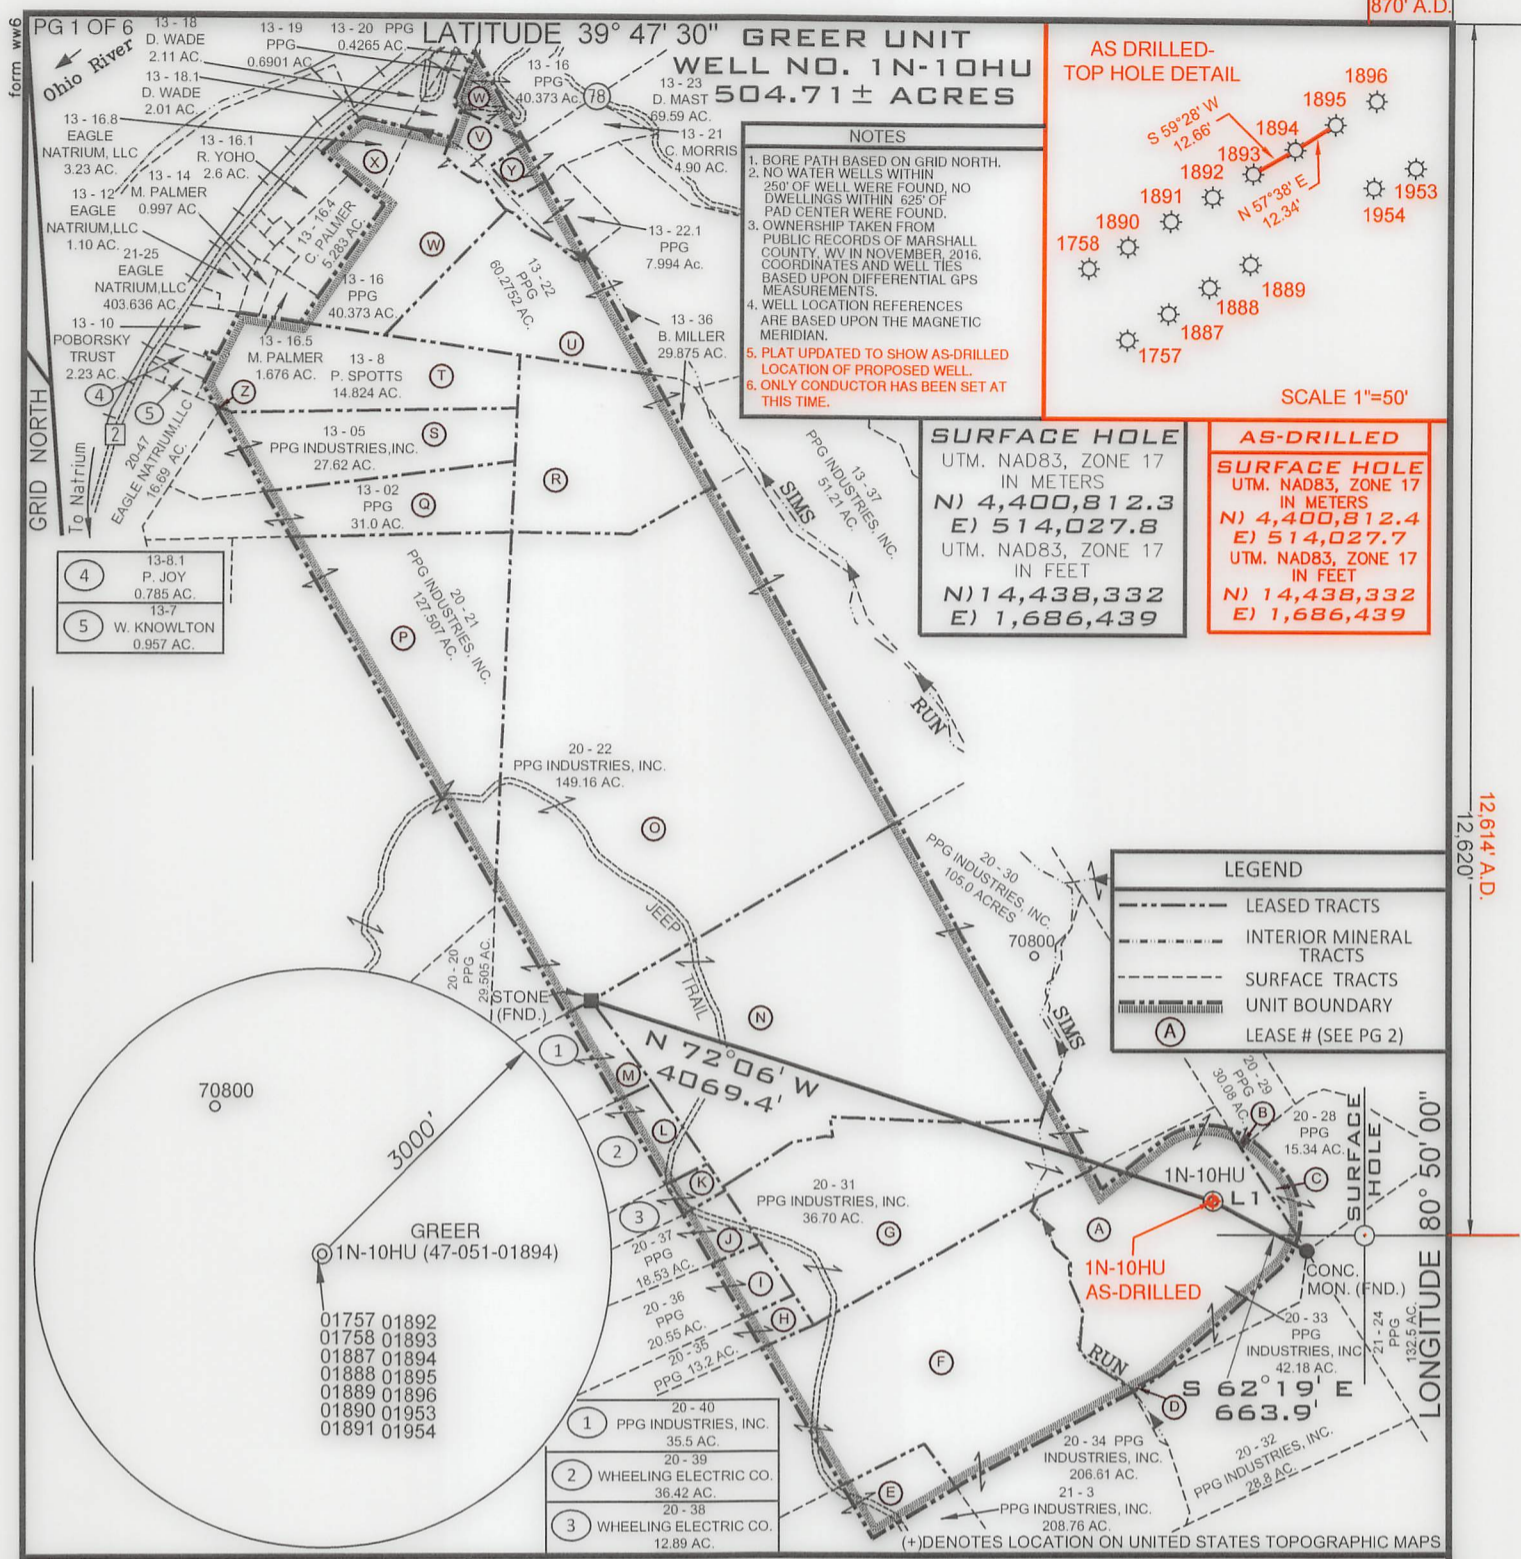 870' A.D.
form ww6
PG 1 OF 6
Ohio River
13 - 18
D. WADE
2.11 AC.
13 - 18.1
D. WADE
2.01 AC.
13 - 19
PPG
0.6901 AC.
13 - 20 PPG
0.4265 AC.
LATITUDE 39° 47' 30"
GREER UNIT
WELL NO. 1N-10HU
504.71± ACRES
13 - 16
PPG
40.373 Ac.
78
13 - 23
D. MAST
69.59 AC.
13 - 21
C. MORRIS
4.90 AC.
13 - 16.8
EAGLE
NATRIUM, LLC
3.23 AC.
13 - 16.1
R. YOHO
2.6 AC.
13 - 14
M. PALMER
0.997 AC
13 - 12
EAGLE
NATRIUM,LLC
1.10 AC.
21-25
EAGLE
NATRIUM,LLC
403.636 AC.
13 - 10
POBORSKY
TRUST
2.23 AC.
13 - 16.4
C. PALMER
5.283 AC.
13 - 16
PPG
40.373 AC.
13 - 16.5
M. PALMER
1.676 AC.
13 - 8
P. SPOTTS
14.824 AC.
13 - 22
PPG
60.2752 AC.
13 - 22.1
PPG
7.994 Ac.
13 - 36
B. MILLER
29.875 AC.
W
V
Y
X
W
U
T
Z
S
R
Q
4
5
2
GRID NORTH
To Natrium
20-47
EAGLE NATRIUM,LLC
16.69 AC.
13 - 05
PPG INDUSTRIES,INC.
27.62 AC.
13 - 02
PPG
31.0 AC.
NOTES
1. BORE PATH BASED ON GRID NORTH.
2. NO WATER WELLS WITHIN
250' OF WELL WERE FOUND, NO
DWELLINGS WITHIN 625' OF
PAD CENTER WERE FOUND.
3. OWNERSHIP TAKEN FROM
PUBLIC RECORDS OF MARSHALL
COUNTY, WV IN NOVEMBER, 2016.
COORDINATES AND WELL TIES
BASED UPON DIFFERENTIAL GPS
MEASUREMENTS.
4. WELL LOCATION REFERENCES
ARE BASED UPON THE MAGNETIC
MERIDIAN.
5. PLAT UPDATED TO SHOW AS-DRILLED
LOCATION OF PROPOSED WELL.
6. ONLY CONDUCTOR HAS BEEN SET AT
THIS TIME.
AS DRILLED-
TOP HOLE DETAIL
1896
1895
1894
1893
1892
1891
1890
1758
S 59°28' W
12.66'
N 57°38' E
12.34'
1953
1954
1889
1888
1887
1757
SCALE 1"=50'
SURFACE HOLE
UTM. NAD83, ZONE 17
IN METERS
N) 4,400,812.3
E) 514,027.8
UTM. NAD83, ZONE 17
IN FEET
N) 14,438,332
E) 1,686,439
AS-DRILLED
SURFACE HOLE
UTM. NAD83, ZONE 17
IN METERS
N) 4,400,812.4
E) 514,027.7
UTM. NAD83, ZONE 17
IN FEET
N) 14,438,332
E) 1,686,439
4
13-8.1
P. JOY
0.785 AC.
5
13-7
W. KNOWLTON
0.957 AC.
13 - 37
PPG INDUSTRIES, INC.
51.21 AC.
SIMS
RUN
20 - 21
PPG INDUSTRIES, INC.
127.507 AC.
P
20 - 22
PPG INDUSTRIES, INC.
149.16 AC.
O
JEEP
TRAIL
20 - 30
PPG INDUSTRIES, INC.
105.0 ACRES
70800
SIMS
12,614' A.D.
12,620'
LEGEND
LEASED TRACTS
INTERIOR MINERAL
TRACTS
SURFACE TRACTS
UNIT BOUNDARY
A
LEASE # (SEE PG 2)
20 - 20
PPG
29.505 AC.
STONE
(FND.)
N
1
M
N 72°06' W
4069.4'
L
2
K
3
J
I
H
20 - 37
PPG
18.53 AC.
20 - 36
PPG
20.55 AC.
20 - 35
PPG 13.2 AC.
20 - 31
PPG INDUSTRIES, INC.
36.70 AC.
G
A
F
20 - 29
PPG
30.08 AC.
B
20 - 28
PPG
15.34 AC.
C
1N-10HU
L1
1N-10HU
AS-DRILLED
SURFACE
HOLE
LONGITUDE 80° 50' 00"
CONC.
MON. (FND.)
20 - 33
PPG
INDUSTRIES, INC
42.18 AC.
21 - 24
PPG
132.5 AC.
RUN
D
S 62°19' E
663.9'
20 - 32
PPG INDUSTRIES, INC.
28.8 AC.
20 - 34 PPG
INDUSTRIES, INC.
206.61 AC.
21 - 3
PPG INDUSTRIES, INC.
208.76 AC.
E
70800
3000'
GREER
1N-10HU (47-051-01894)
01757 01892
01758 01893
01887 01894
01888 01895
01889 01896
01890 01953
01891 01954
1
20 - 40
PPG INDUSTRIES, INC.
35.5 AC.
2
20 - 39
WHEELING ELECTRIC CO.
36.42 AC.
3
20 - 38
WHEELING ELECTRIC CO.
12.89 AC.
(+)DENOTES LOCATION ON UNITED STATES TOPOGRAPHIC MAPS